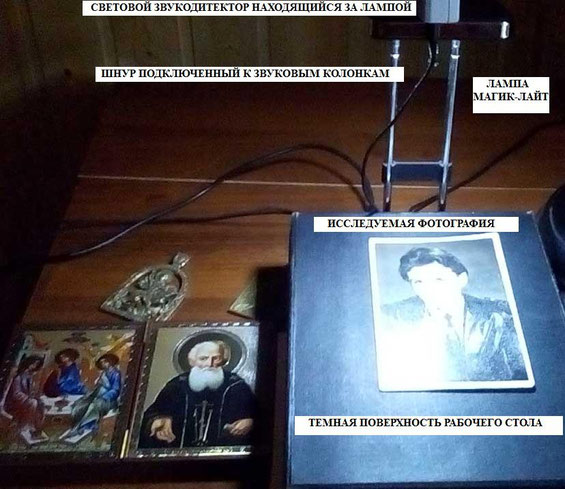 СВЕТОВОЙ ЗВУКОДИТЕКТОР НАХОДЯЩИЙСЯ ЗА ЛАМПОЙ
ШНУР ПОДКЛЮЧЕННЫЙ К ЗВУКОВЫМ КОЛОНКАМ
ЛАМПА
МАГИК-ЛАЙТ
ИССЛЕДУЕМАЯ ФОТОГРАФИЯ
ТЕМНАЯ ПОВЕРХНОСТЬ РАБОЧЕГО СТОЛА